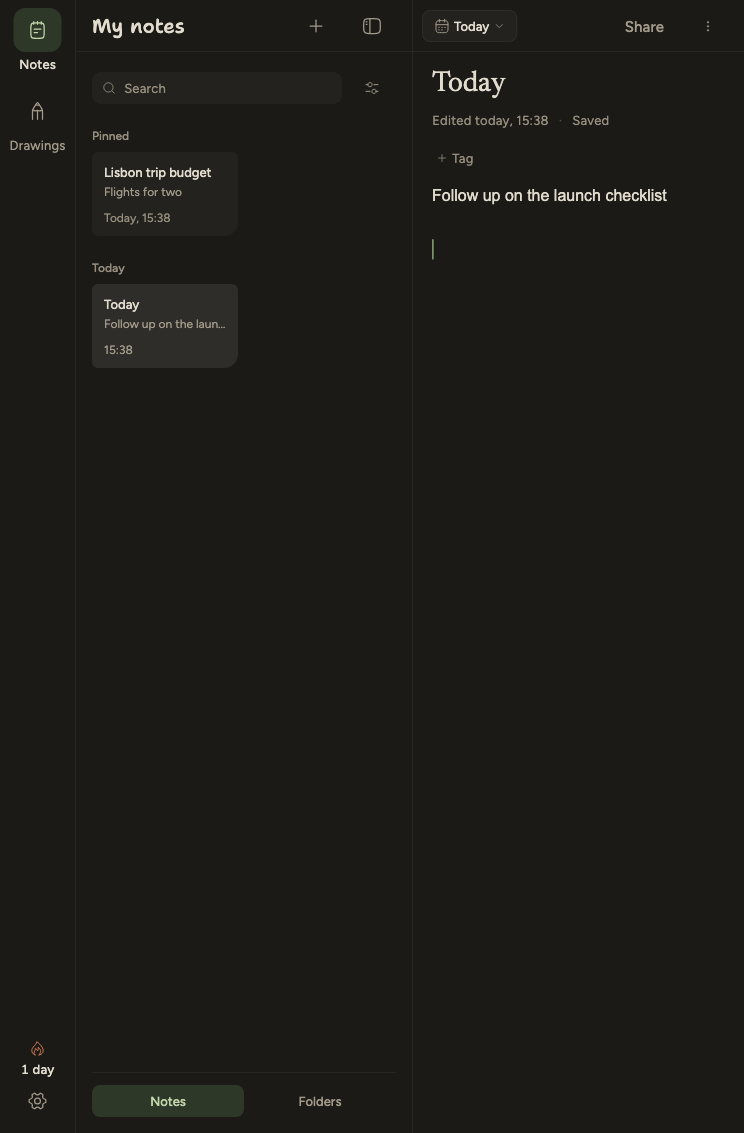 Notes
Drawings
1 day
My notes
Search
Pinned
Lisbon trip budget
Flights for two
Today, 15:38
Today
Today
Follow up on the laun...
15:38
Notes
Folders
Today
Share
Today
Edited today, 15:38 · Saved
+ Tag
Follow up on the launch checklist